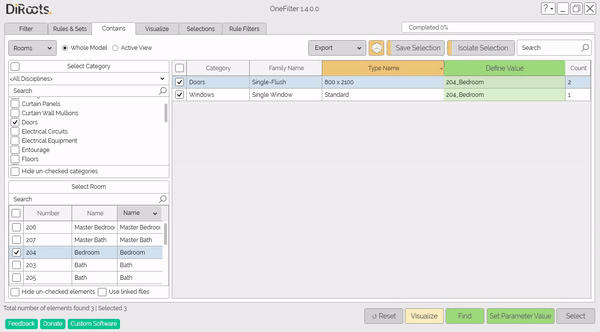 DiRoots.
OneFilter 1.4.0.0
?
Filter Rules & Sets Contains Visualize Selections Rule Filters
Completed 0%
Rooms Whole Model Active View Export Save Selection Isolate Selection Search
Select Category
<All Disciplines>
Search
Curtain Panels
Curtain Wall Mullions
Doors
Electrical Circuits
Electrical Equipment
Entourage
Floors
Hide un-checked categories
Category Family Name Type Name Define Value Count
Doors Single-Flush 800 x 2100 204_Bedroom 2
Windows Single Window Standard 204_Bedroom 1
Select Room
Search
Number Name Name
206 Master Bedroo Master Bedroo
207 Master Bath Master Bath
204 Bedroom Bedroom
203 Bath Bath
205 Bath Bath
Hide un-checked elements Use linked files
Total number of elements found 3 | Selected 3
Reset Visualize Find Set Parameter Value Select
Feedback Donate Custom Software